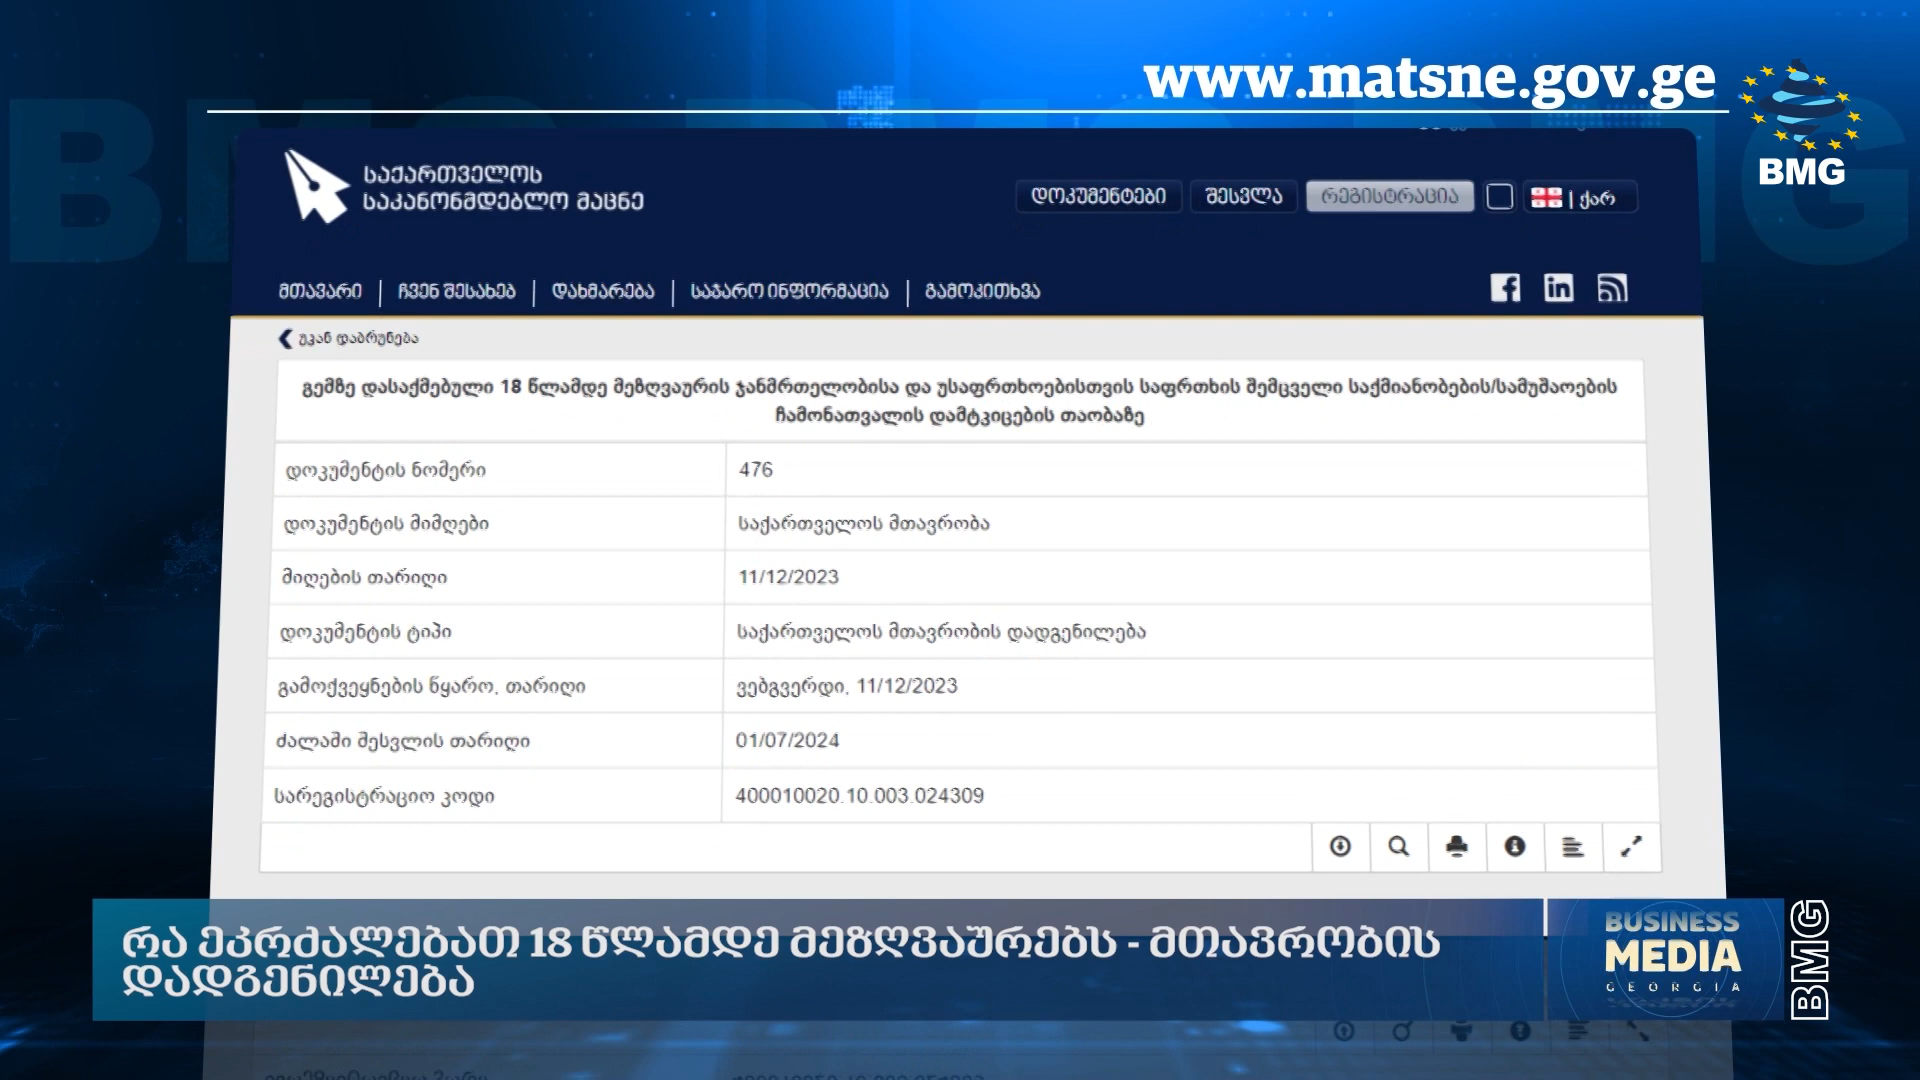 www.matsne.gov.ge
BMG
საქართველოს
საკანონმდებლო მაცნე
დოკუმენტები
შესვლა
რეგისტრაცია
| ქარ
მთავარი | ჩვენ შესახებ | დახმარება | საჯარო ინფორმაცია | გამოკითხვა
უკან დაბრუნება
გემზე დასაქმებული 18 წლამდე მეზღვაურის ჯანმრთელობისა და უსაფრთხოებისთვის საფრთხის შემცველი საქმიანობების/სამუშაოების
ჩამონათვალის დამტკიცების თაობაზე
დოკუმენტის ნომერი 476
დოკუმენტის მიმღები საქართველოს მთავრობა
მიღების თარიღი 11/12/2023
დოკუმენტის ტიპი საქართველოს მთავრობის დადგენილება
გამოქვეყნების წყარო, თარიღი ვებგვერდი, 11/12/2023
ძალაში შესვლის თარიღი 01/07/2024
სარეგისტრაციო კოდი 400010020.10.003.024309
რა ეკრძალებათ 18 წლამდე მეზღვაურებს - მთავრობის
დადგენილება
BUSINESS
MEDIA
GEORGIA
BMG